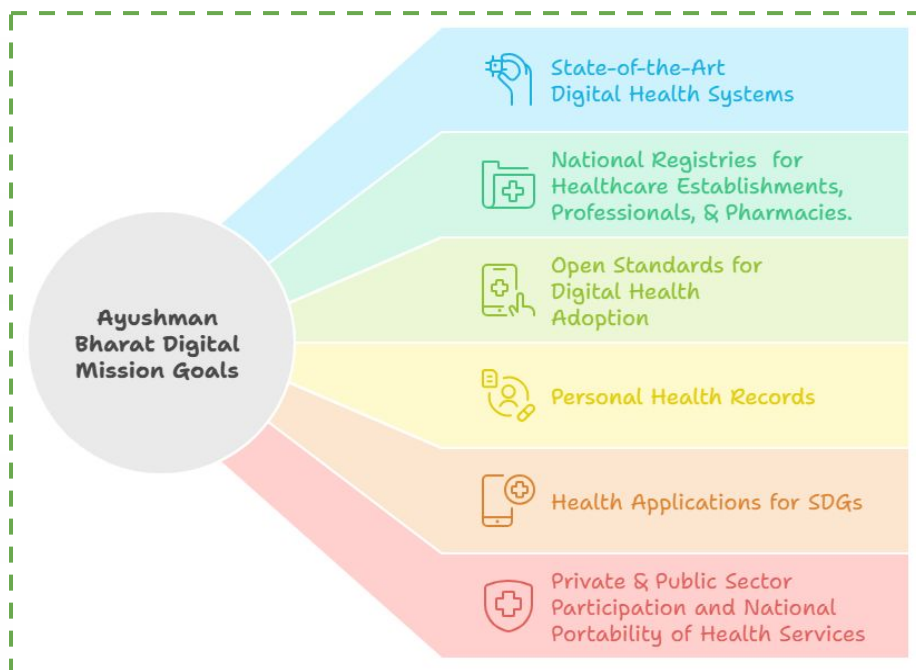 Ayushman
Bharat Digital
Mission Goals
State-of-the-Art
Digital Health Systems
National Registries for
Healthcare Establishments,
Professionals, & Pharmacies.
Open Standards for
Digital Health
Adoption
Personal Health Records
Health Applications for SDGs
Private & Public Sector
Participation and National
Portability of Health Services